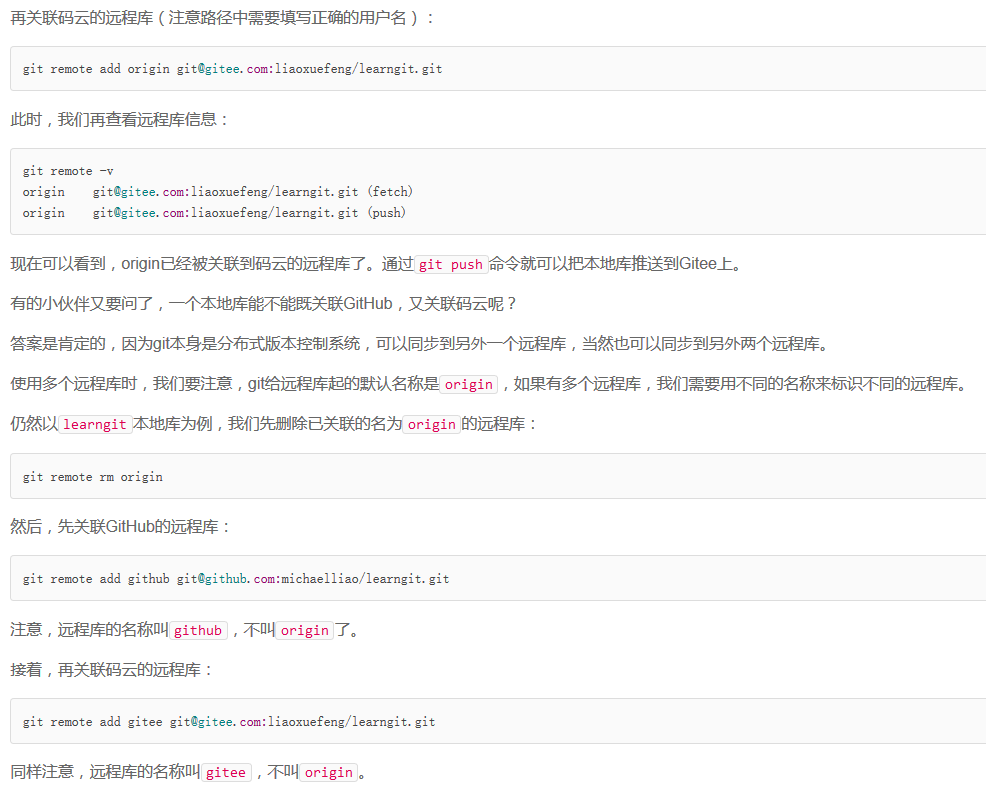 再关联码云的远程库（注意路径中需要填写正确的用户名）：
git remote add origin git@gitee.com:liaoxuefeng/learngit.git
此时，我们再查看远程库信息：
git remote -v
origin    git@gitee.com:liaoxuefeng/learngit.git (fetch)
origin    git@gitee.com:liaoxuefeng/learngit.git (push)
现在可以看到，origin已经被关联到码云的远程库了。通过git push命令就可以把本地库推送到Gitee上。
有的小伙伴又要问了，一个本地库能不能既关联GitHub，又关联码云呢？
答案是肯定的，因为git本身是分布式版本控制系统，可以同步到另外一个远程库，当然也可以同步到另外两个远程库。
使用多个远程库时，我们要注意，git给远程库起的默认名称是origin，如果有多个远程库，我们需要用不同的名称来标识不同的远程库。
仍然以learngit本地库为例，我们先删除已关联的名为origin的远程库：
git remote rm origin
然后，先关联GitHub的远程库：
git remote add github git@github.com:michaelliao/learngit.git
注意，远程库的名称叫github，不叫origin了。
接着，再关联码云的远程库：
git remote add gitee git@gitee.com:liaoxuefeng/learngit.git
同样注意，远程库的名称叫gitee，不叫origin。